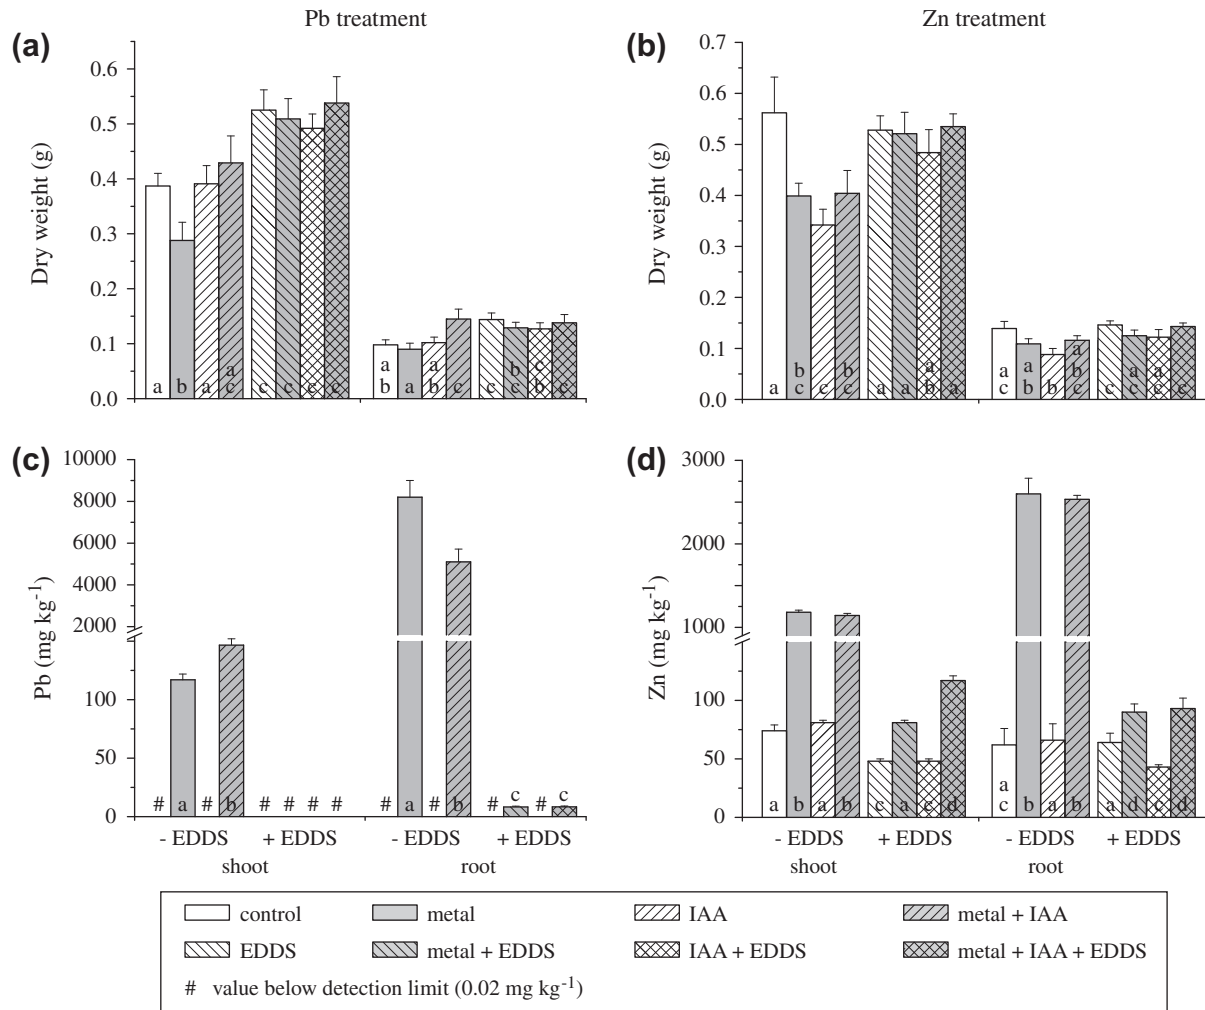 Pb treatment
Zn treatment
(a)
Dry weight (g)
0.6
0.5
0.4
0.3
0.2
0.1
0.0
a b a a c c c c c
a b a a b c c b c c b c
(b)
Dry weight (g)
0.7
0.6
0.5
0.4
0.3
0.2
0.1
0.0
a b c c b c a a a b a
a c a b b a b c c a c a c c
(c)
Pb (mg kg-1)
10000
8000
6000
4000
2000
100
50
0
# a # b # # # #
# a # b # c # c
- EDDS + EDDS - EDDS + EDDS
shoot root
(d)
Zn (mg kg-1)
3000
2000
1000
100
50
0
a b a b c a c d
a c b a b a d c d
- EDDS + EDDS - EDDS + EDDS
shoot root
control metal IAA metal + IAA
EDDS metal + EDDS IAA + EDDS metal + IAA + EDDS
# value below detection limit (0.02 mg kg-1)